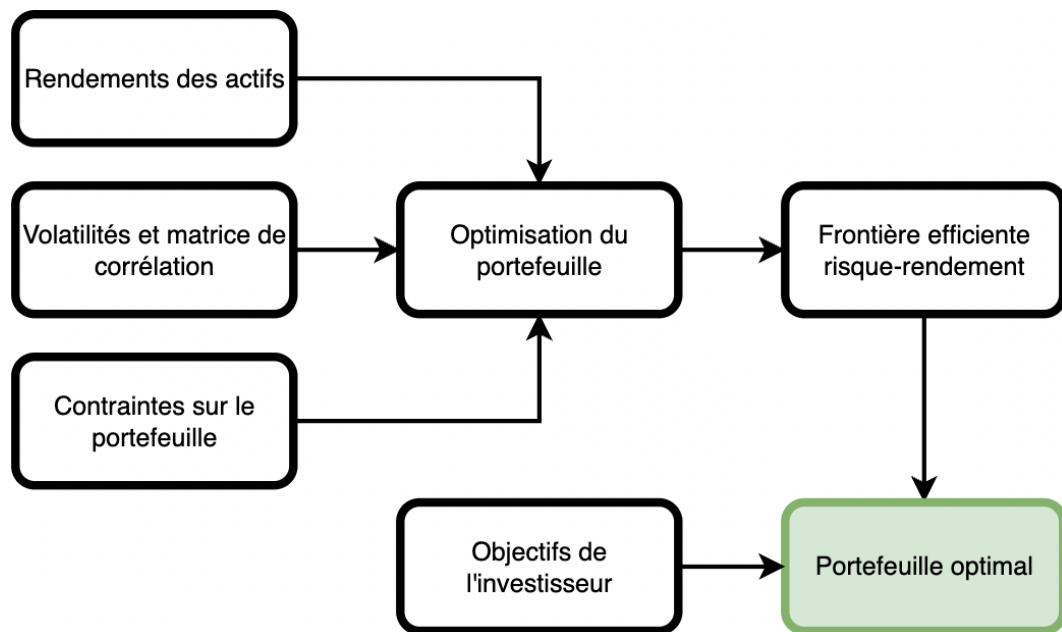 Rendements des actifs
Volatilités et matrice de
corrélation
Optimisation du
portefeuille
Frontière efficiente
risque-rendement
Contraintes sur le
portefeuille
Objectifs de
l'investisseur
Portefeuille optimal